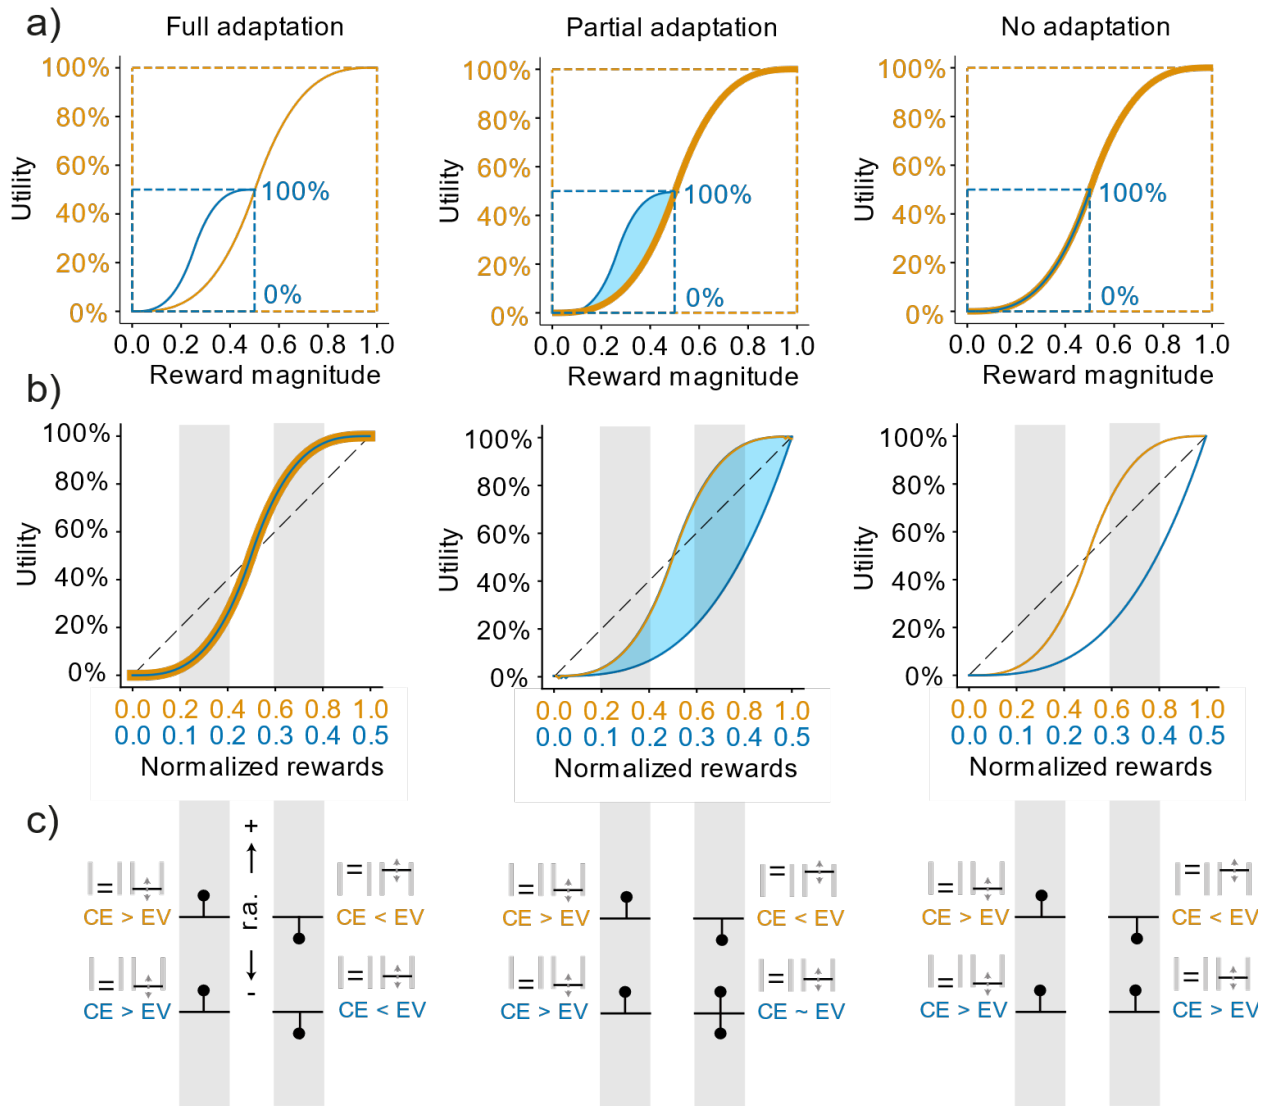 a)
Full adaptation
Partial adaptation
No adaptation
Utility
100%
80%
60%
40%
20%
0%
100%
0%
0.0 0.2 0.4 0.6 0.8 1.0
Reward magnitude
Utility
100%
80%
60%
40%
20%
0%
100%
0%
0.0 0.2 0.4 0.6 0.8 1.0
Reward magnitude
Utility
100%
80%
60%
40%
20%
0%
100%
0%
0.0 0.2 0.4 0.6 0.8 1.0
Reward magnitude
b)
Utility
100%
80%
60%
40%
20%
0%
0.0 0.2 0.4 0.6 0.8 1.0
0.0 0.1 0.2 0.3 0.4 0.5
Normalized rewards
Utility
100%
80%
60%
40%
20%
0%
0.0 0.2 0.4 0.6 0.8 1.0
0.0 0.1 0.2 0.3 0.4 0.5
Normalized rewards
Utility
100%
80%
60%
40%
20%
0%
0.0 0.2 0.4 0.6 0.8 1.0
0.0 0.1 0.2 0.3 0.4 0.5
Normalized rewards
c)
+
r.a.
-
=
CE > EV
=
CE < EV
=
CE > EV
=
CE < EV
=
CE > EV
=
CE < EV
=
CE > EV
=
CE ~ EV
=
CE > EV
=
CE < EV
=
CE > EV
=
CE > EV